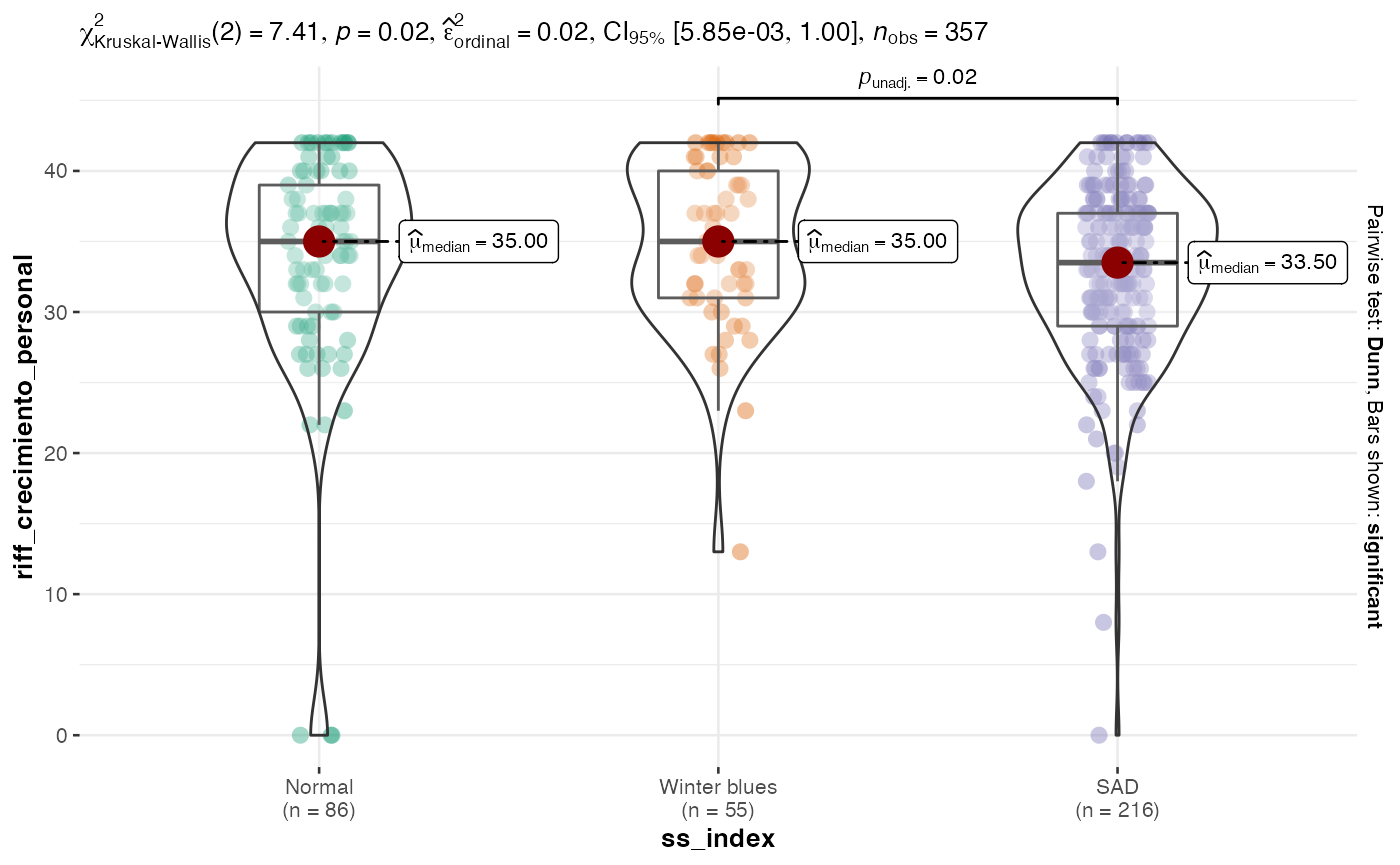 χ²Kruskal-Wallis(2) = 7.41, p = 0.02, ε̂²ordinal = 0.02, CI95% [5.85e-03, 1.00], nobs = 357
punadj. = 0.02
40
30
20
10
0
riff_crecimiento_personal
μ̂median = 35.00
μ̂median = 35.00
μ̂median = 33.50
Pairwise test: Dunn, Bars shown: significant
Normal
(n = 86)
Winter blues
(n = 55)
SAD
(n = 216)
ss_index